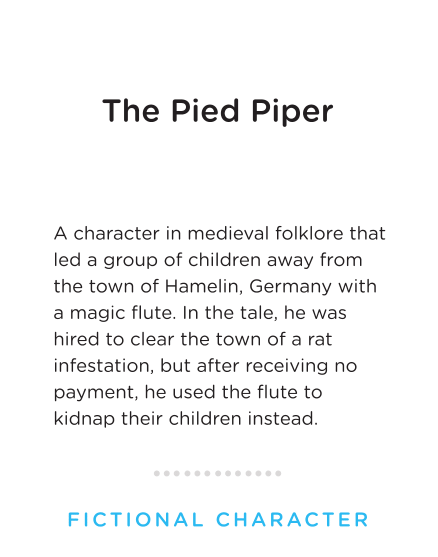 The Pied Piper
A character in medieval folklore that
led a group of children away from
the town of Hamelin, Germany with
a magic flute. In the tale, he was
hired to clear the town of a rat
infestation, but after receiving no
payment, he used the flute to
kidnap their children instead.
FICTIONAL CHARACTER